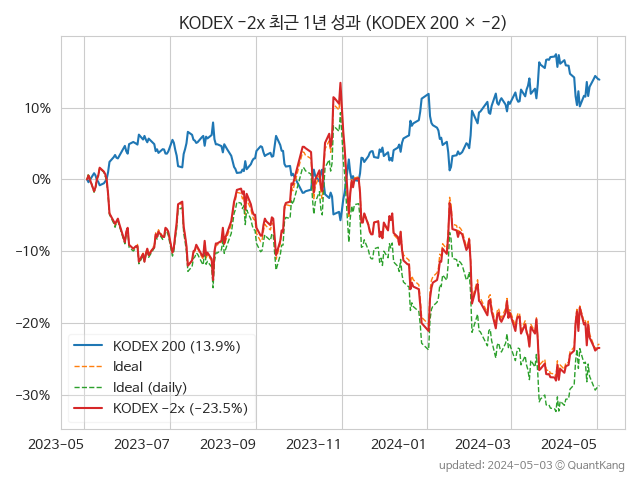 KODEX −2x 최근 1년 성과 (KODEX 200 × −2)
10%
0%
−10%
−20%
−30%
KODEX 200 (13.9%)
Ideal
Ideal (daily)
KODEX −2x (−23.5%)
2023-05
2023-07
2023-09
2023-11
2024-01
2024-03
2024-05
updated: 2024-05-03 ⓒ QuantKang